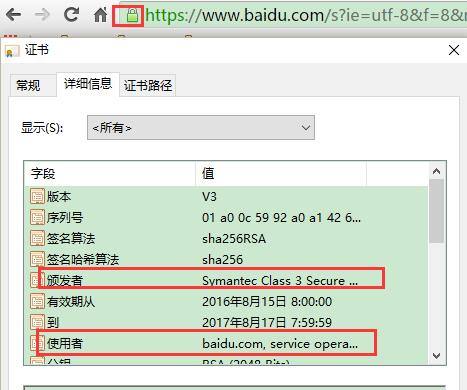 https://www.baidu.com/s?ie=utf-8&f=8&r
证书
常规 详细信息 证书路径
显示(S): <所有>
字段 值
版本 V3
序列号 01 a0 0c 59 92 a0 a1 42 6...
签名算法 sha256RSA
签名哈希算法 sha256
颁发者 Symantec Class 3 Secure ...
有效期从 2016年8月15日 8:00:00
到 2017年8月17日 7:59:59
使用者 baidu.com, service opera...
公钥 RSA (2048 Bits)